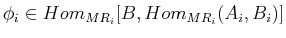 ϕ_i ∈ Hom_{MR_i}[B, Hom_{MR_i}(A_i, B_i)]